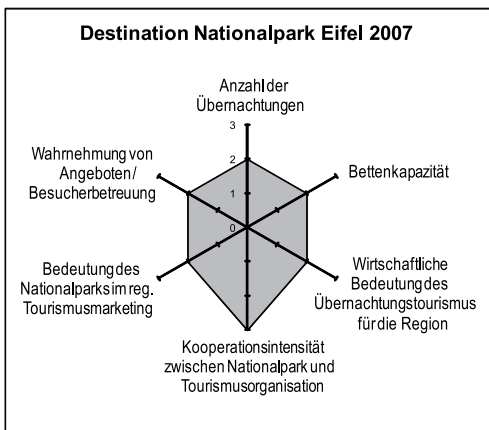 Destination Nationalpark Eifel 2007
Anzahl der
Übernachtungen
3
2
1
0
Wahrnehmung von
Angeboten/
Besucherbetreuung
Bettenkapazität
Bedeutung des
Nationalparks im reg.
Tourismusmarketing
Wirtschaftliche
Bedeutung des
Übernachtungstourismus
für die Region
Kooperationsintensität
zwischen Nationalpark und
Tourismusorganisation